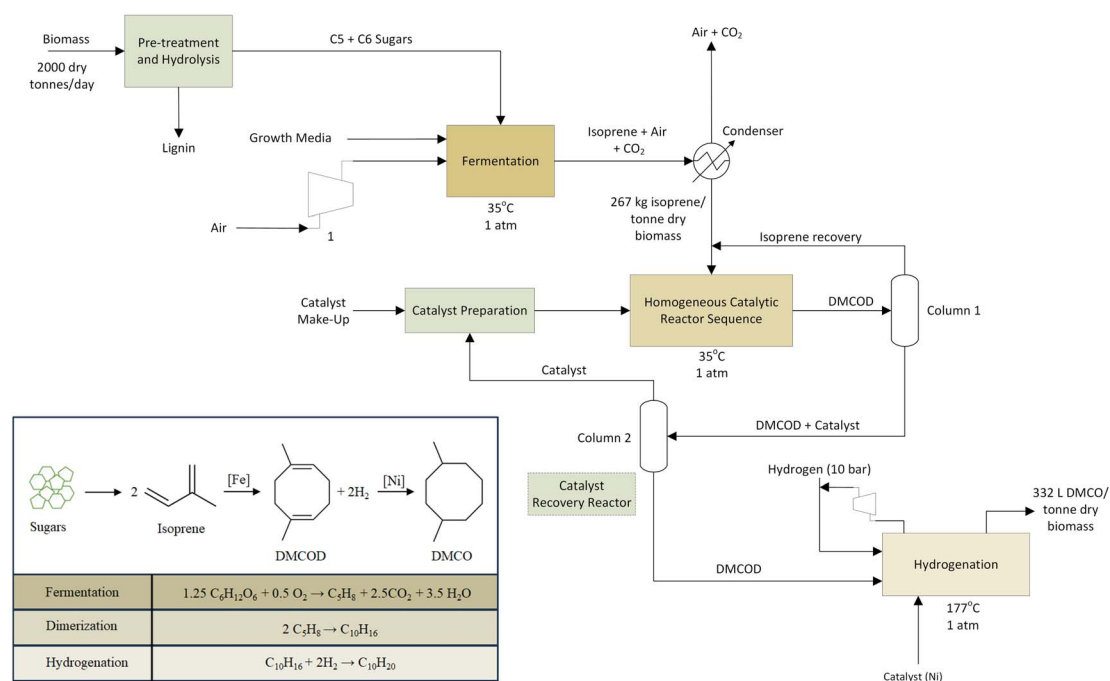 Biomass
2000 dry
tonnes/day
Pre-treatment
and Hydrolysis
Lignin
C5 + C6 Sugars
Growth Media
Air
1
Fermentation
35°C
1 atm
Isoprene + Air
+ CO₂
Air + CO₂
Condenser
267 kg isoprene/
tonne dry
biomass
Isoprene recovery
Catalyst
Make-Up
Catalyst Preparation
Homogeneous Catalytic
Reactor Sequence
35°C
1 atm
DMCOD
Column 1
Catalyst
DMCOD + Catalyst
Column 2
Catalyst
Recovery Reactor
DMCOD
Hydrogen (10 bar)
332 L DMCO/
tonne dry
biomass
Hydrogenation
177°C
1 atm
Catalyst (Ni)
Sugars
2
Isoprene
[Fe]
DMCOD
+ 2H₂
[Ni]
DMCO
Fermentation
1.25 C₆H₁₂O₆ + 0.5 O₂ → C₅H₈ + 2.5CO₂ + 3.5 H₂O
Dimerization
2 C₅H₈ → C₁₀H₁₆
Hydrogenation
C₁₀H₁₆ + 2H₂ → C₁₀H₂₀